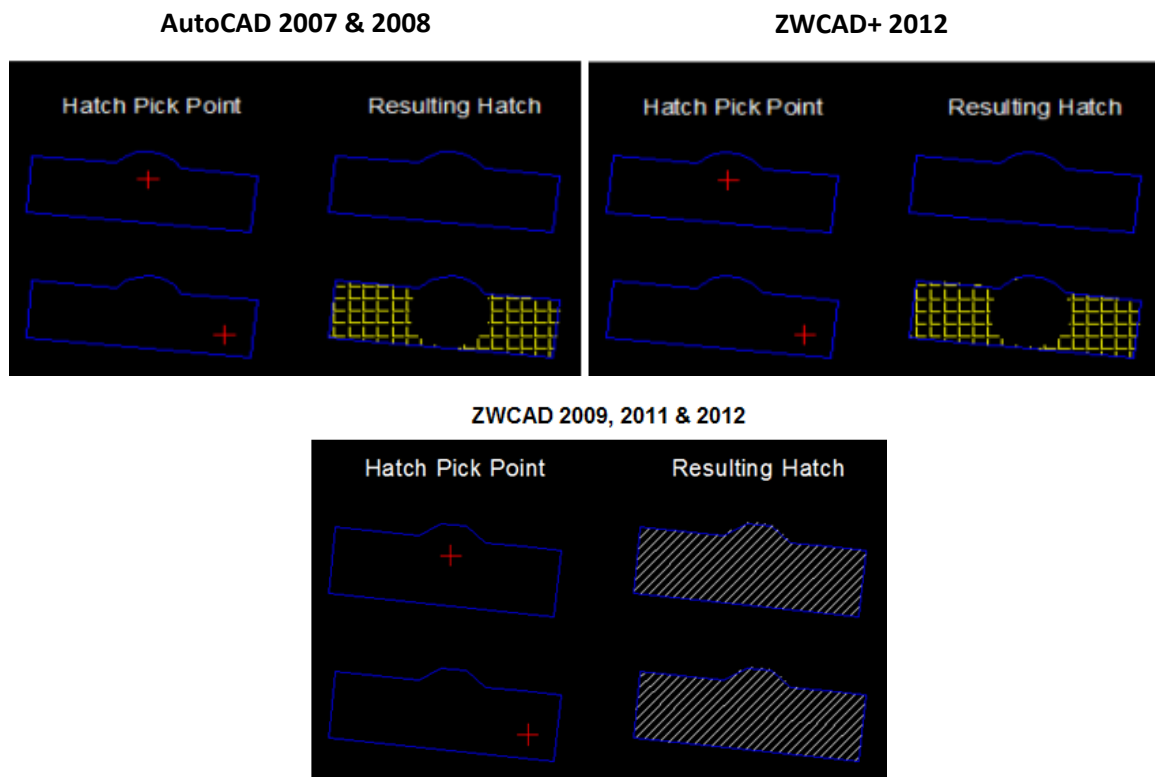 AutoCAD 2007 & 2008
ZWCAD+ 2012
Hatch Pick Point
Resulting Hatch
Hatch Pick Point
Resulting Hatch
ZWCAD 2009, 2011 & 2012
Hatch Pick Point
Resulting Hatch